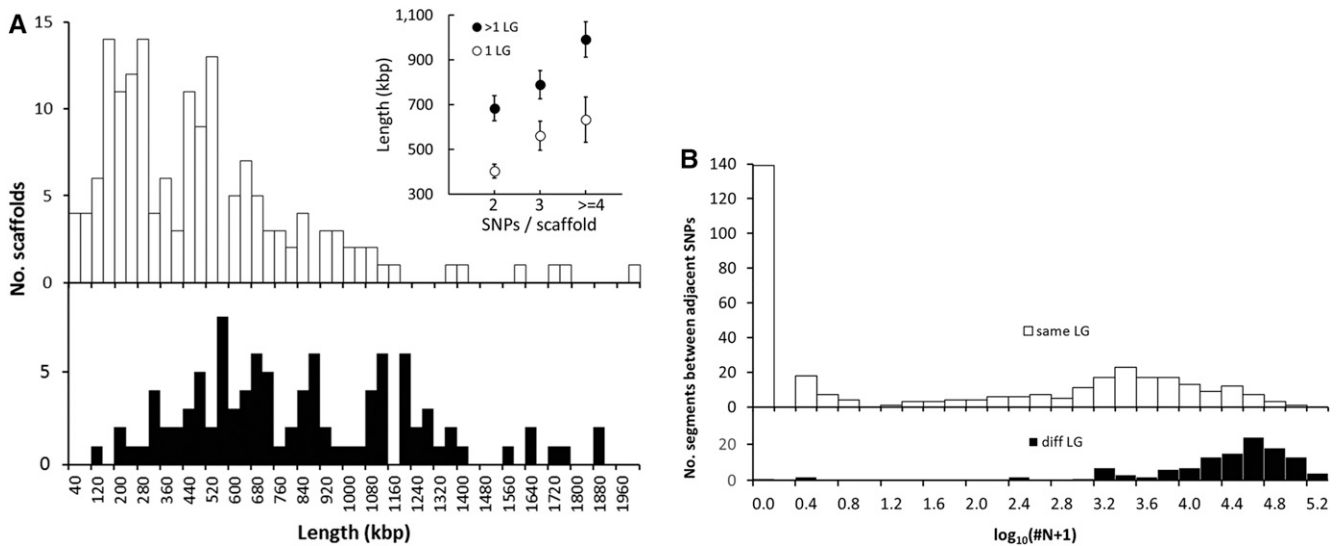 A
No. scaffolds
15
10
5
0
5
0
40 120 200 280 360 440 520 600 680 760 840 920 1000 1080 1160 1240 1320 1400 1480 1560 1640 1720 1800 1880 1960
Length (kbp)
Length (kbp)
1,100
900
700
500
300
>1 LG
1 LG
2 3 >=4
SNPs / scaffold
B
No. segments between adjacent SNPs
140
120
100
80
60
40
20
0
same LG
20
0
diff LG
0.0 0.4 0.8 1.2 1.6 2.0 2.4 2.8 3.2 3.6 4.0 4.4 4.8 5.2
log10(#N+1)